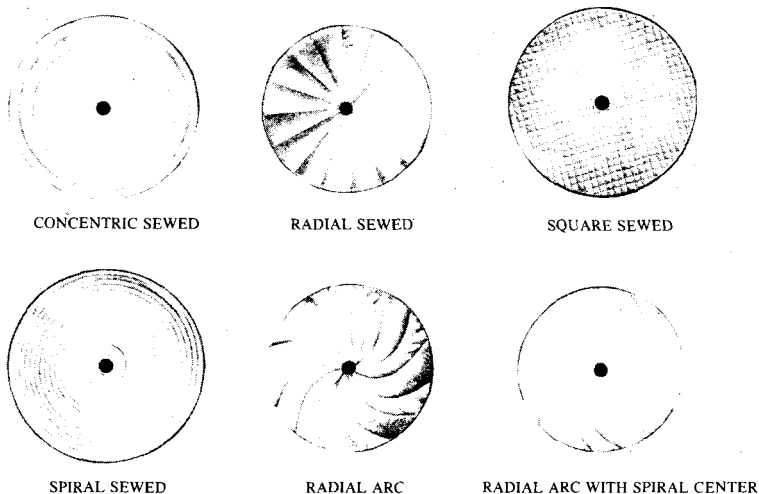 CONCENTRIC SEWED
RADIAL SEWED
SQUARE SEWED
SPIRAL SEWED
RADIAL ARC
RADIAL ARC WITH SPIRAL CENTER